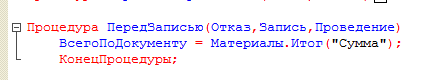 Процедура ПередЗаписью(Отказ,Запись,Проведение)
ВсегоПоДокументу = Материалы.Итог("Сумма");
КонецПроцедуры;